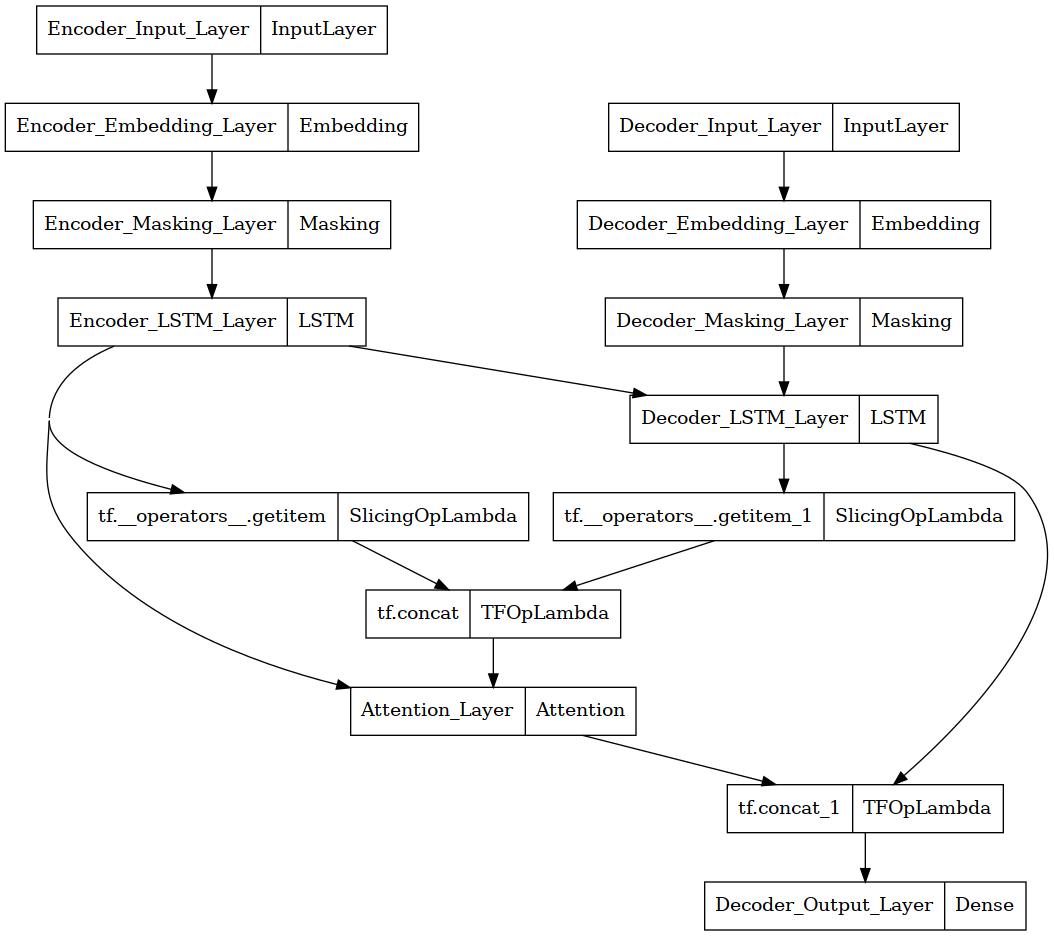 Encoder_Input_Layer InputLayer
Encoder_Embedding_Layer Embedding
Decoder_Input_Layer InputLayer
Encoder_Masking_Layer Masking
Decoder_Embedding_Layer Embedding
Encoder_LSTM_Layer LSTM
Decoder_Masking_Layer Masking
Decoder_LSTM_Layer LSTM
tf.__operators__.getitem SlicingOpLambda
tf.__operators__.getitem_1 SlicingOpLambda
tf.concat TFOpLambda
Attention_Layer Attention
tf.concat_1 TFOpLambda
Decoder_Output_Layer Dense